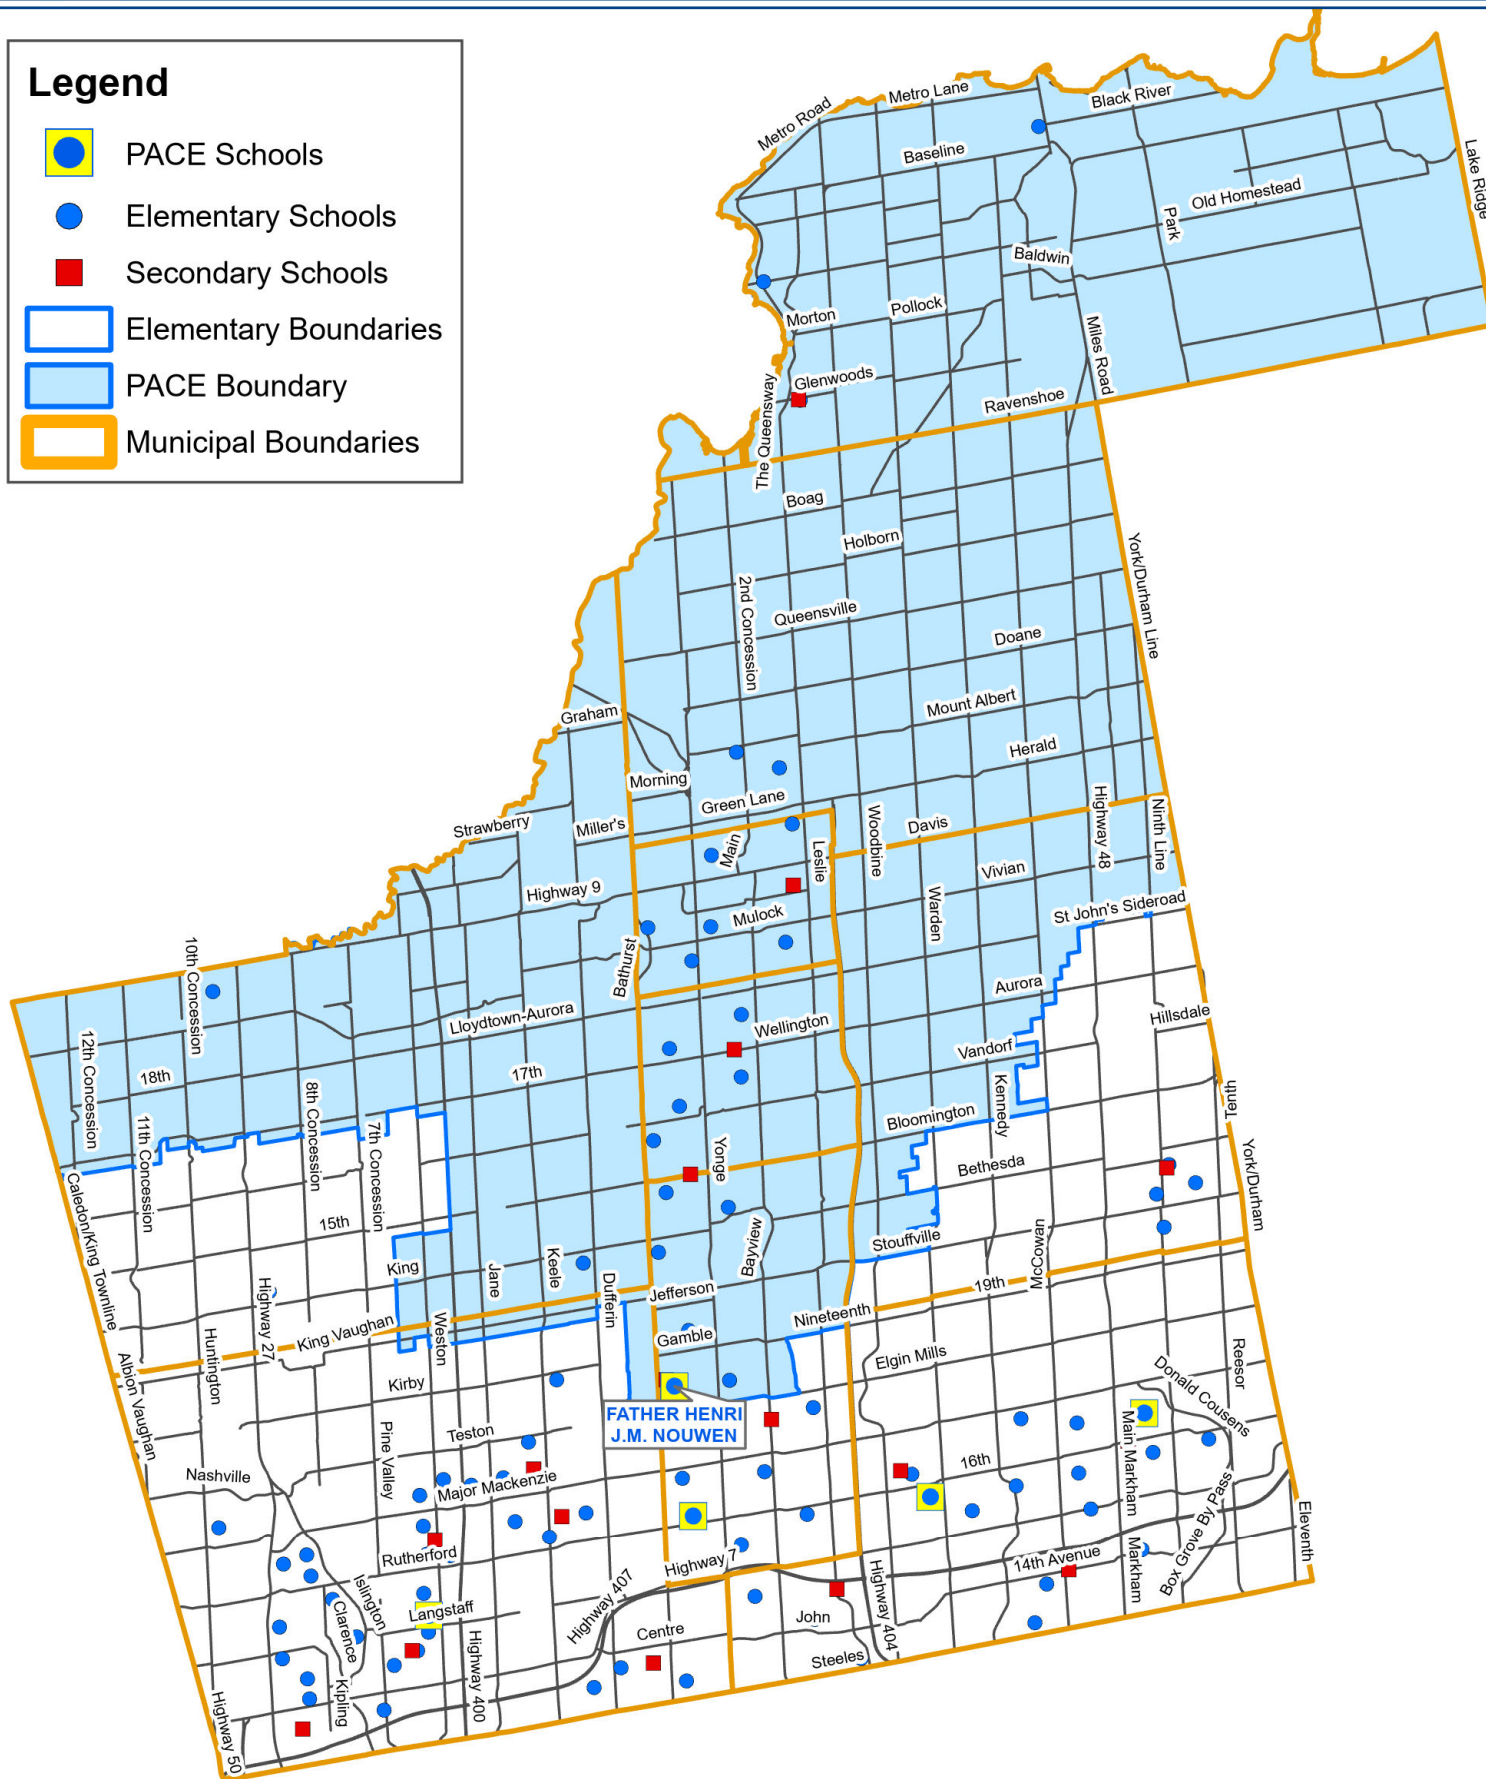 Legend
PACE Schools
Elementary Schools
Secondary Schools
Elementary Boundaries
PACE Boundary
Municipal Boundaries
Metro Road
Metro Lane
Black River
Baseline
Lake Ridge
Old Homestead
Park
Baldwin
Morton
Pollock
Miles Road
Glenwoods
The Queensway
Ravenshoe
Boag
Holborn
York/Durham Line
2nd Concession
Queensville
Doane
Graham
Mount Albert
Herald
Morning
Green Lane
Strawberry
Miller's
Main
Leslie
Woodbine
Davis
Highway 48
Ninth Line
Highway 9
Vivian
Mulock
Warden
St John's Sideroad
10th Concession
Bathurst
Aurora
Lloydtown-Aurora
Wellington
Hillsdale
12th Concession
18th
17th
Vandorf
Kennedy
Tenth
8th Concession
11th Concession
7th Concession
Bloomington
Yonge
Bethesda
York/Durham
Caledon/King Townline
15th
Bayview
Stouffville
McCowan
King
Jane
Keele
Dufferin
Jefferson
19th
Highway 27
King Vaughan
Weston
Nineteenth
Gamble
Huntington
Albion Vaughan
Elgin Mills
Reesor
Donald Cousens
Kirby
FATHER HENRI
J.M. NOUWEN
Pine Valley
Teston
Main Markham
16th
Nashville
Major Mackenzie
Box Grove By Pass
Eleventh
Rutherford
Highway 7
14th Avenue
Markham
Highway 407
Highway 404
Islington
Clarence
Langstaff
John
Centre
Steeles
Highway 400
Kipling
Highway 50